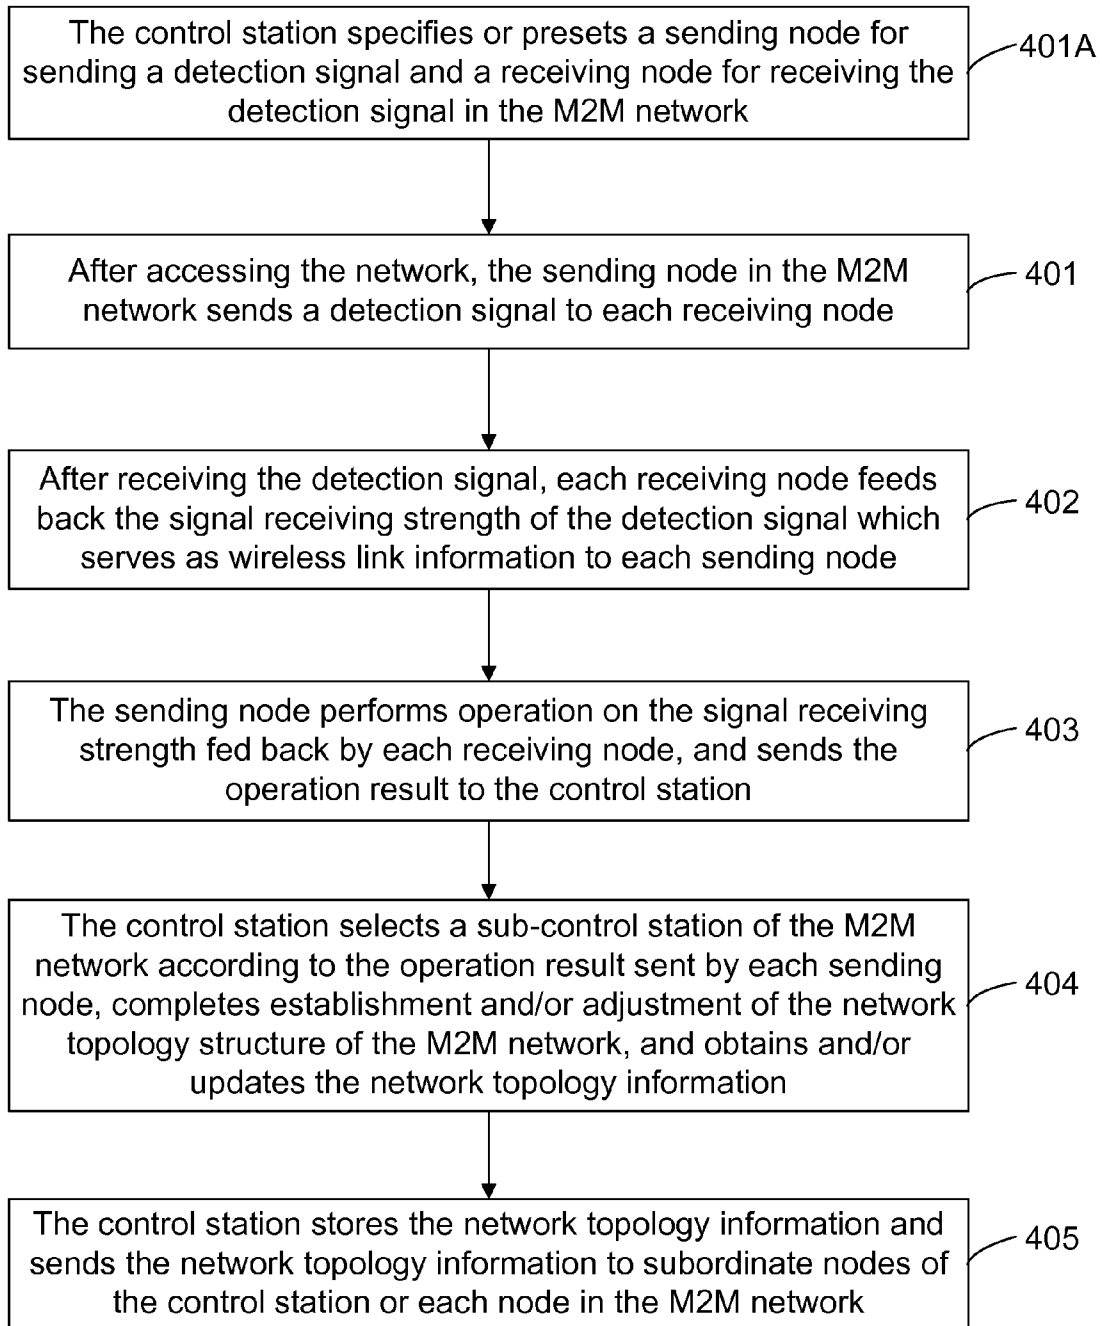 The control station specifies or presets a sending node for
sending a detection signal and a receiving node for receiving the
detection signal in the M2M network
401A
After accessing the network, the sending node in the M2M
network sends a detection signal to each receiving node
401
After receiving the detection signal, each receiving node feeds
back the signal receiving strength of the detection signal which
serves as wireless link information to each sending node
402
The sending node performs operation on the signal receiving
strength fed back by each receiving node, and sends the
operation result to the control station
403
The control station selects a sub-control station of the M2M
network according to the operation result sent by each sending
node, completes establishment and/or adjustment of the network
topology structure of the M2M network, and obtains and/or
updates the network topology information
404
The control station stores the network topology information and
sends the network topology information to subordinate nodes of
the control station or each node in the M2M network
405